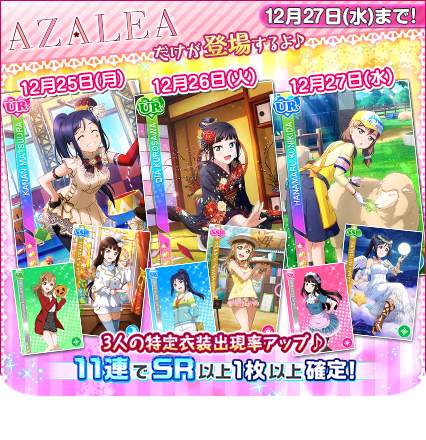 AZALEA
12月27日(水)まで!
だけが登場するよ♪
12月25日(月)
12月26日(火)
12月27日(水)
UR
UR
UR
KANAN MATSUURA
DIA KUROSAWA
HANAMARU KUNIKIDA
SSR
SSR
3人の特定衣装出現率アップ♪
11連でSR以上1枚以上確定!